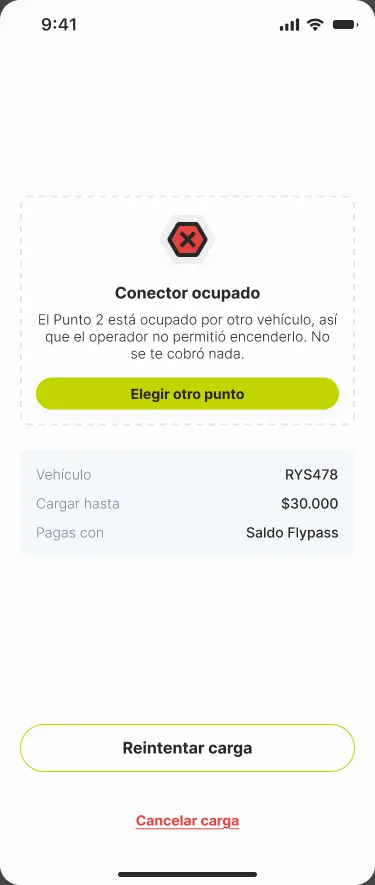 9:41
Conector ocupado
El Punto 2 está ocupado por otro vehículo, así
que el operador no permitió encenderlo. No
se te cobró nada.
Elegir otro punto
Vehículo RYS478
Cargar hasta $30.000
Pagas con Saldo Flypass
Reintentar carga
Cancelar carga